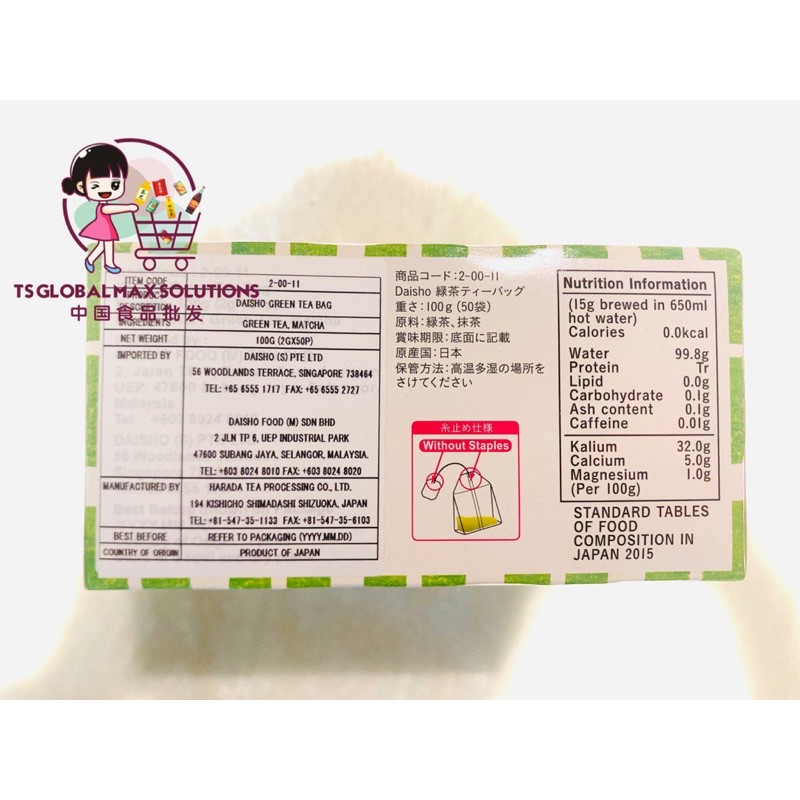 TS GLOBALMAX SOLUTIONS
中国食品批发
ITEM CODE 2-00-11
DESCRIPTION DAISHO GREEN TEA BAG
INGREDIENTS GREEN TEA, MATCHA
NET WEIGHT 100G (2GX50P)
IMPORTED BY DAISHO (S) PTE LTD
56 WOODLANDS TERRACE, SINGAPORE 738464
TEL: +65 6555 1717 FAX: +65 6555 2727
DAISHO FOOD (M) SDN BHD
2 JLN TP 6, UEP INDUSTRIAL PARK
47600 SUBANG JAYA, SELANGOR, MALAYSIA.
TEL: +603 8024 8010 FAX: +603 8024 8020
MANUFACTURED BY HARADA TEA PROCESSING CO., LTD.
194 KISHICHO SHIMADASHI SHIZUOKA, JAPAN
TEL: +81-547-35-1133 FAX: +81-547-35-6103
BEST BEFORE REFER TO PACKAGING (YYYY.MM.DD)
COUNTRY OF ORIGIN PRODUCT OF JAPAN
商品コード:2-00-11
Daisho 緑茶ティーバッグ
重さ:100g (50袋)
原料:緑茶、抹茶
賞味期限:底面に記載
原産国:日本
保管方法:高温多湿の場所を
さけてください
糸止め仕様
Without Staples
Nutrition Information
(15g brewed in 650ml
hot water)
Calories 0.0kcal
Water 99.8g
Protein Tr
Lipid 0.0g
Carbohydrate 0.1g
Ash content 0.1g
Caffeine 0.01g
Kalium 32.0g
Calcium 5.0g
Magnesium 1.0g
(Per 100g)
STANDARD TABLES
OF FOOD
COMPOSITION IN
JAPAN 2015